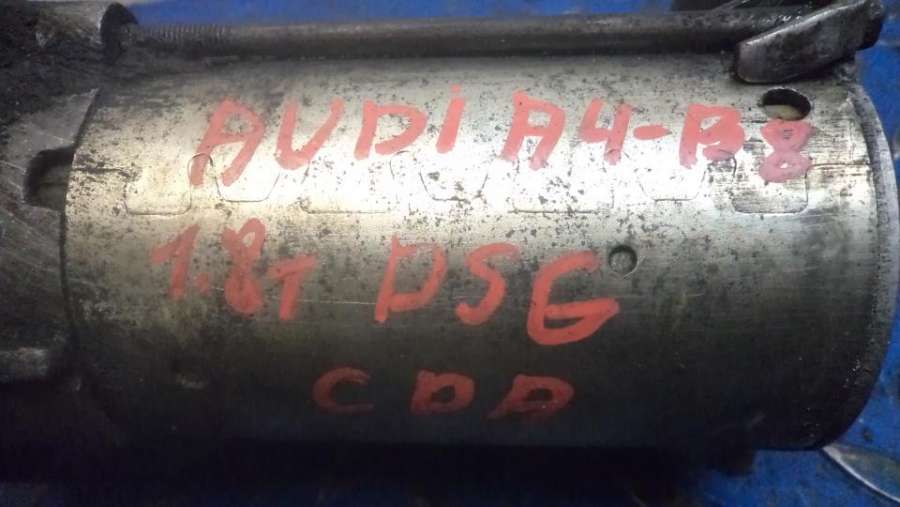 AUDi A4-B8
1.8T DSG
CDA